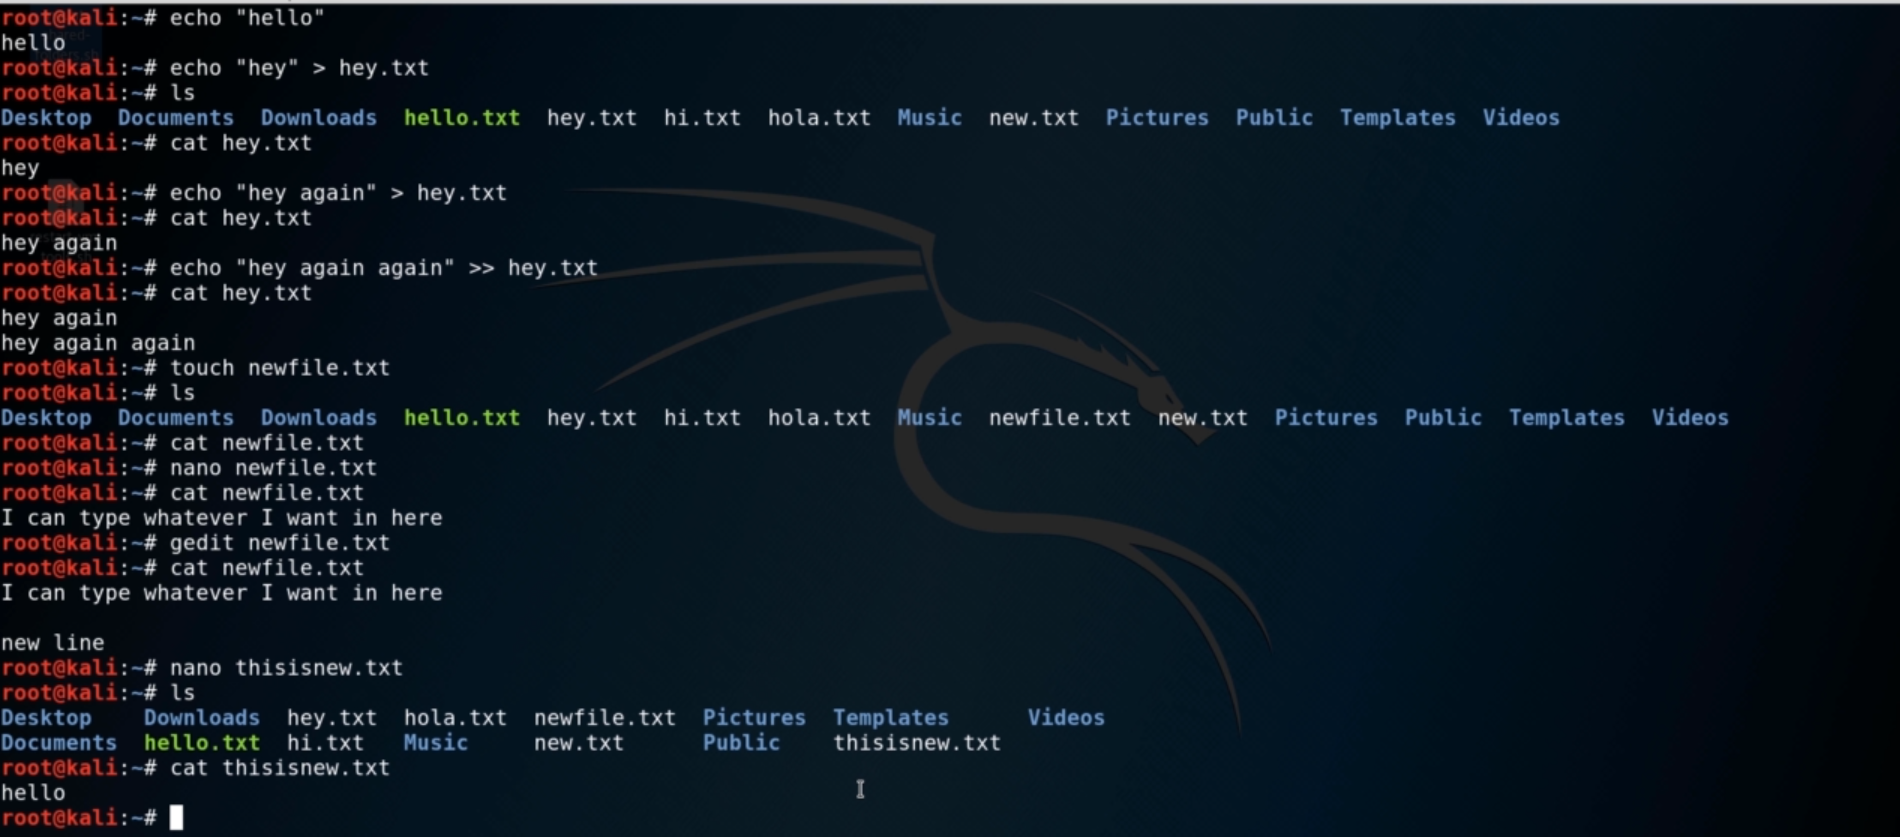 root@kali:~# echo "hello"
hello
root@kali:~# echo "hey" > hey.txt
root@kali:~# ls
Desktop  Documents  Downloads  hello.txt  hey.txt  hi.txt  hola.txt  Music  new.txt  Pictures  Public  Templates  Videos
root@kali:~# cat hey.txt
hey
root@kali:~# echo "hey again" > hey.txt
root@kali:~# cat hey.txt
hey again
root@kali:~# echo "hey again again" >> hey.txt
root@kali:~# cat hey.txt
hey again
hey again again
root@kali:~# touch newfile.txt
root@kali:~# ls
Desktop  Documents  Downloads  hello.txt  hey.txt  hi.txt  hola.txt  Music  newfile.txt  new.txt  Pictures  Public  Templates  Videos
root@kali:~# cat newfile.txt
root@kali:~# nano newfile.txt
root@kali:~# cat newfile.txt
I can type whatever I want in here
root@kali:~# gedit newfile.txt
root@kali:~# cat newfile.txt
I can type whatever I want in here

new line
root@kali:~# nano thisisnew.txt
root@kali:~# ls
Desktop    Downloads  hey.txt  hola.txt  newfile.txt  Pictures  Templates      Videos
Documents  hello.txt  hi.txt   Music     new.txt      Public    thisisnew.txt
root@kali:~# cat thisisnew.txt
hello
root@kali:~#